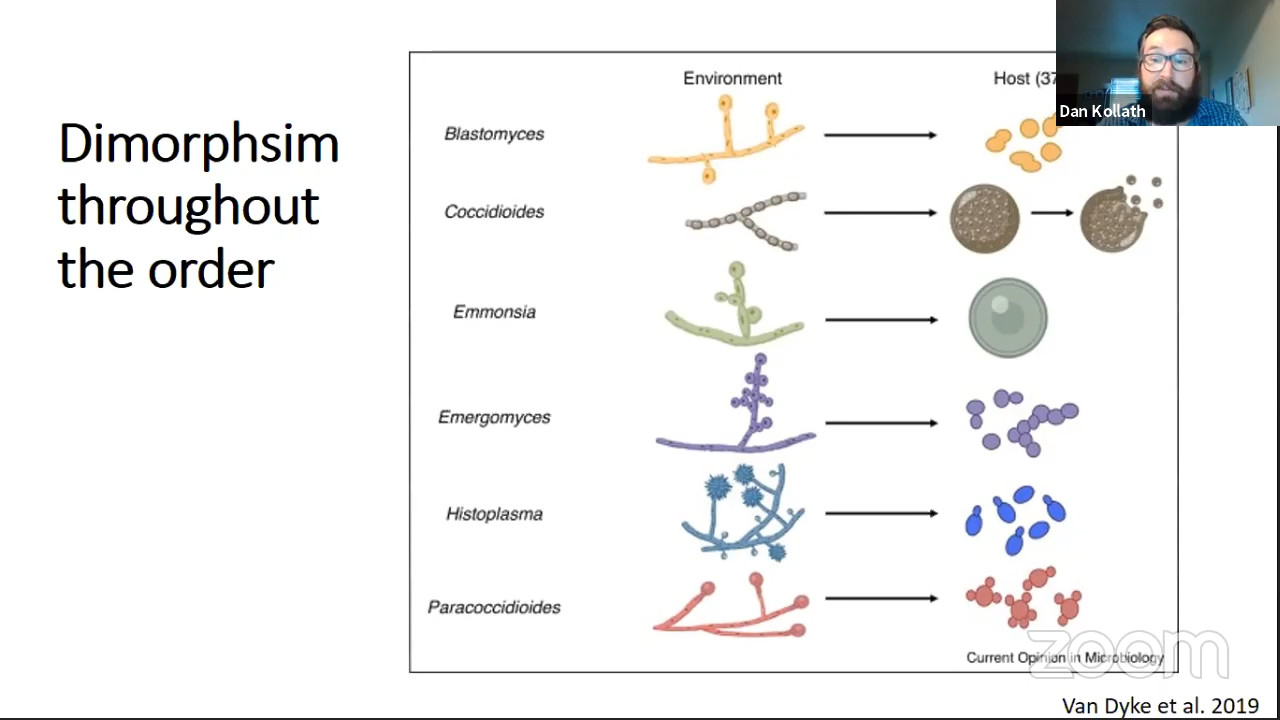 Dimorphsim
throughout
the order
Environment
Host (37
Dan Kollath
Blastomyces
Coccidioides
Emmonsia
Emergomyces
Histoplasma
Paracoccidioides
zoom
Current Opinion in Microbiology
Van Dyke et al. 2019